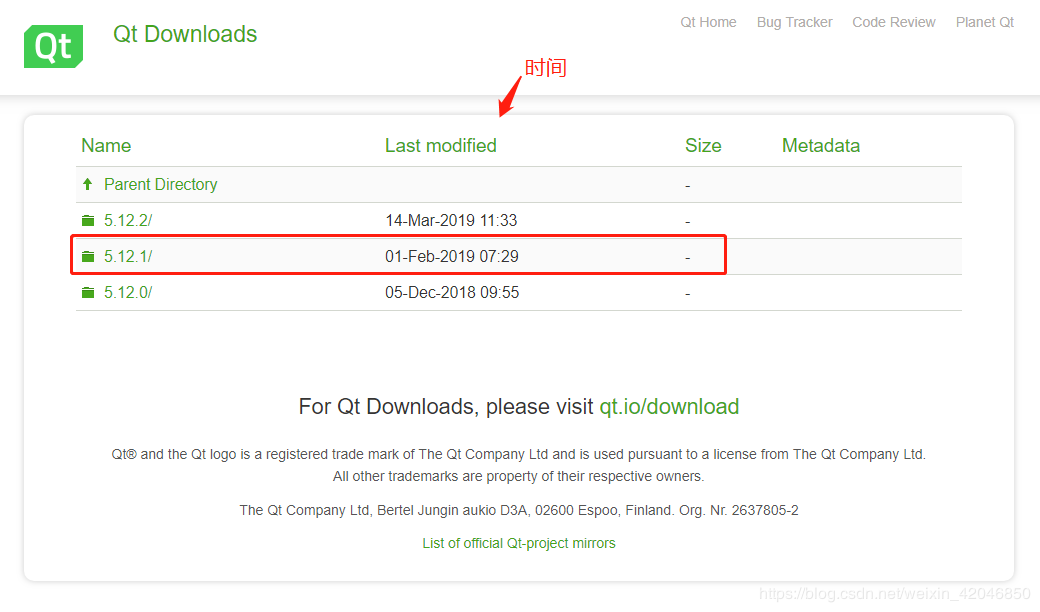 Qt Qt Downloads Qt Home Bug Tracker Code Review Planet Qt
时间
Name Last modified Size Metadata
Parent Directory -
5.12.2/ 14-Mar-2019 11:33 -
5.12.1/ 01-Feb-2019 07:29 -
5.12.0/ 05-Dec-2018 09:55 -
For Qt Downloads, please visit qt.io/download
Qt® and the Qt logo is a registered trade mark of The Qt Company Ltd and is used pursuant to a license from The Qt Company Ltd.
All other trademarks are property of their respective owners.
The Qt Company Ltd, Bertel Jungin aukio D3A, 02600 Espoo, Finland. Org. Nr. 2637805-2
List of official Qt-project mirrors
https://blog.csdn.net/weixin_42046850